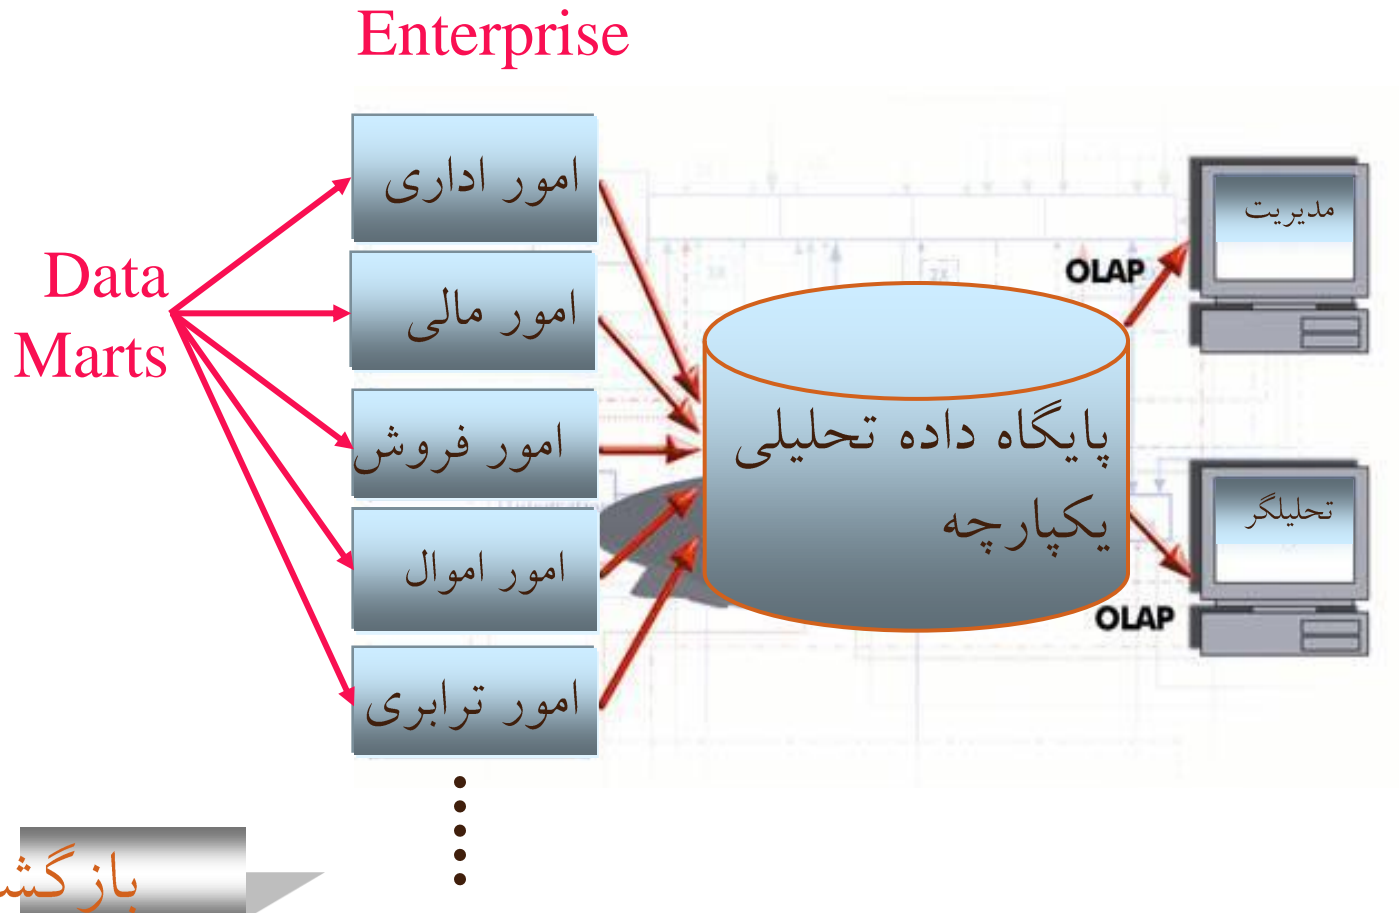 Enterprise
Data
Marts
امور اداری
امور مالی
امور فروش
امور اموال
امور ترابری
پایگاه داده تحلیلی
یکپارچه
OLAP
مدیریت
OLAP
تحلیلگر